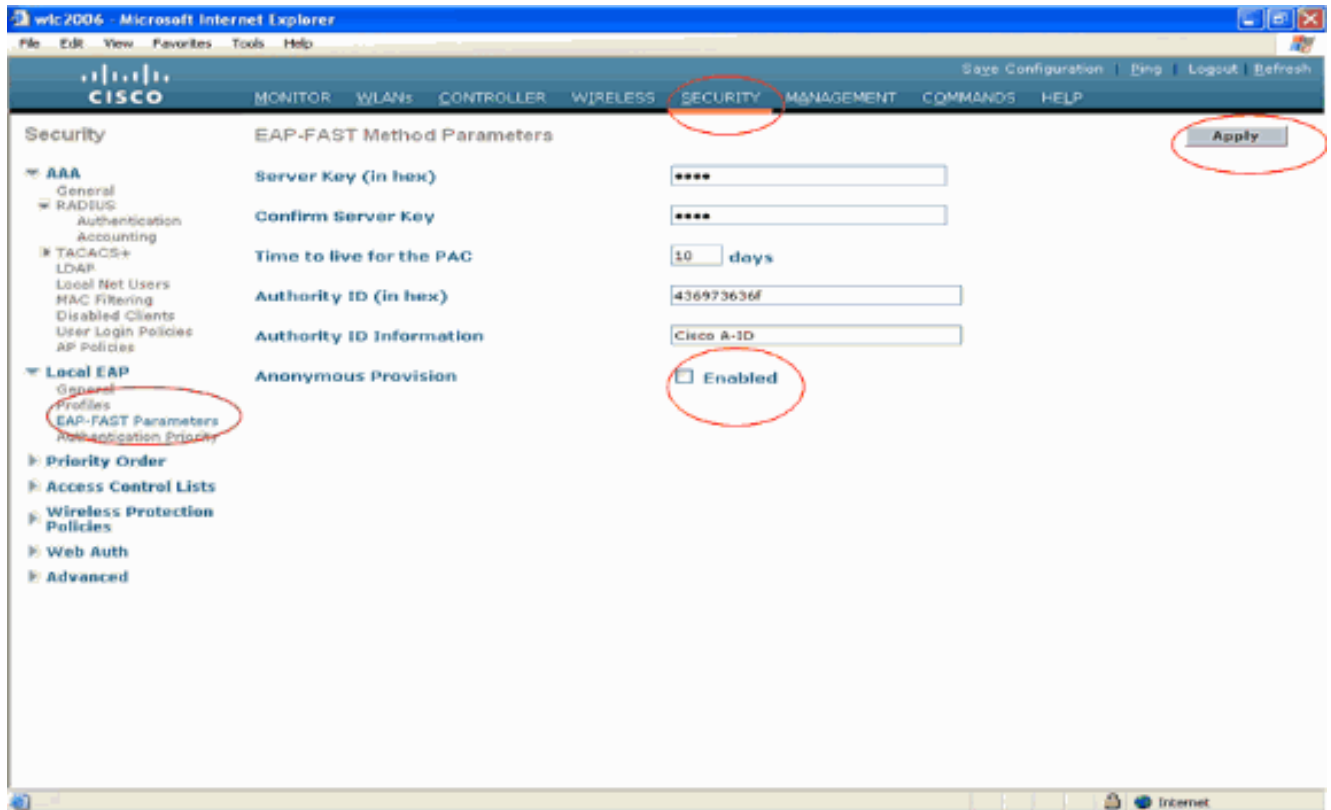 wlc2006 - Microsoft Internet Explorer
File Edit View Favorites Tools Help
Save Configuration | Ping | Logout | Refresh
CISCO
MONITOR WLANs CONTROLLER WIRELESS SECURITY MANAGEMENT COMMANDS HELP
Security
AAA
General
RADIUS
Authentication
Accounting
TACACS+
LDAP
Local Net Users
MAC Filtering
Disabled Clients
User Login Policies
AP Policies
Local EAP
General
Profiles
EAP-FAST Parameters
Authentication Priority
Priority Order
Access Control Lists
Wireless Protection
Policies
Web Auth
Advanced
EAP-FAST Method Parameters
Apply
Server Key (in hex) ••••
Confirm Server Key ••••
Time to live for the PAC 10 days
Authority ID (in hex) 436973636f
Authority ID Information Cisco A-ID
Anonymous Provision Enabled
Internet